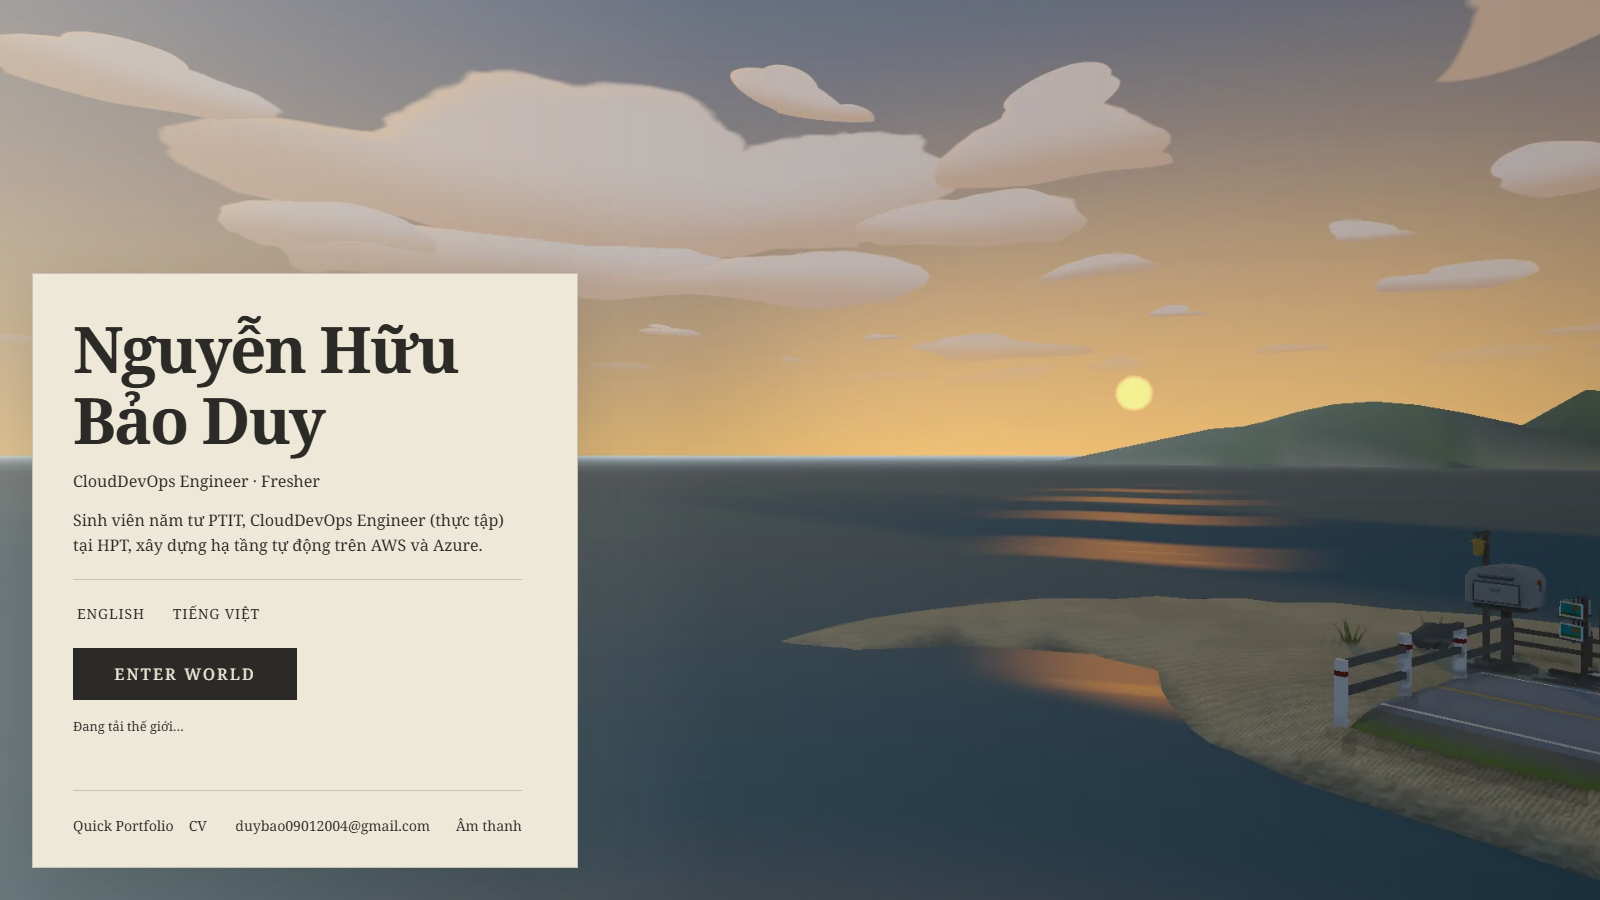 Nguyễn Hữu
Bảo Duy
CloudDevOps Engineer · Fresher
Sinh viên năm tư PTIT, CloudDevOps Engineer (thực tập)
tại HPT, xây dựng hạ tầng tự động trên AWS và Azure.
ENGLISH TIẾNG VIỆT
ENTER WORLD
Đang tải thế giới…
Quick Portfolio CV duybao09012004@gmail.com Âm thanh